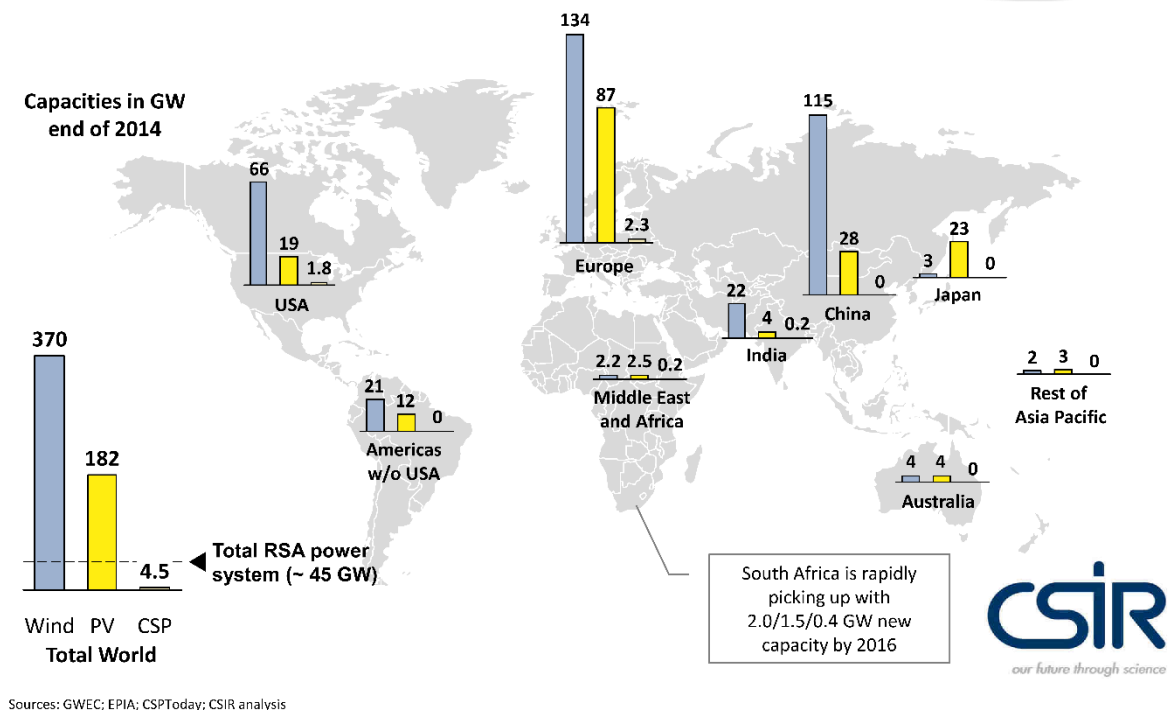 Capacities in GW
end of 2014
66
19
1.8
USA
134
87
2.3
Europe
115
28
0
China
3
23
0
Japan
22
4
0.2
India
2.2
2.5
0.2
Middle East
and Africa
2
3
0
Rest of
Asia Pacific
21
12
0
Americas
w/o USA
4
4
0
Australia
370
182
4.5
Total RSA power
system (~ 45 GW)
Wind PV CSP
Total World
South Africa is rapidly
picking up with
2.0/1.5/0.4 GW new
capacity by 2016
CSIR
our future through science
Sources: GWEC; EPIA; CSPToday; CSIR analysis